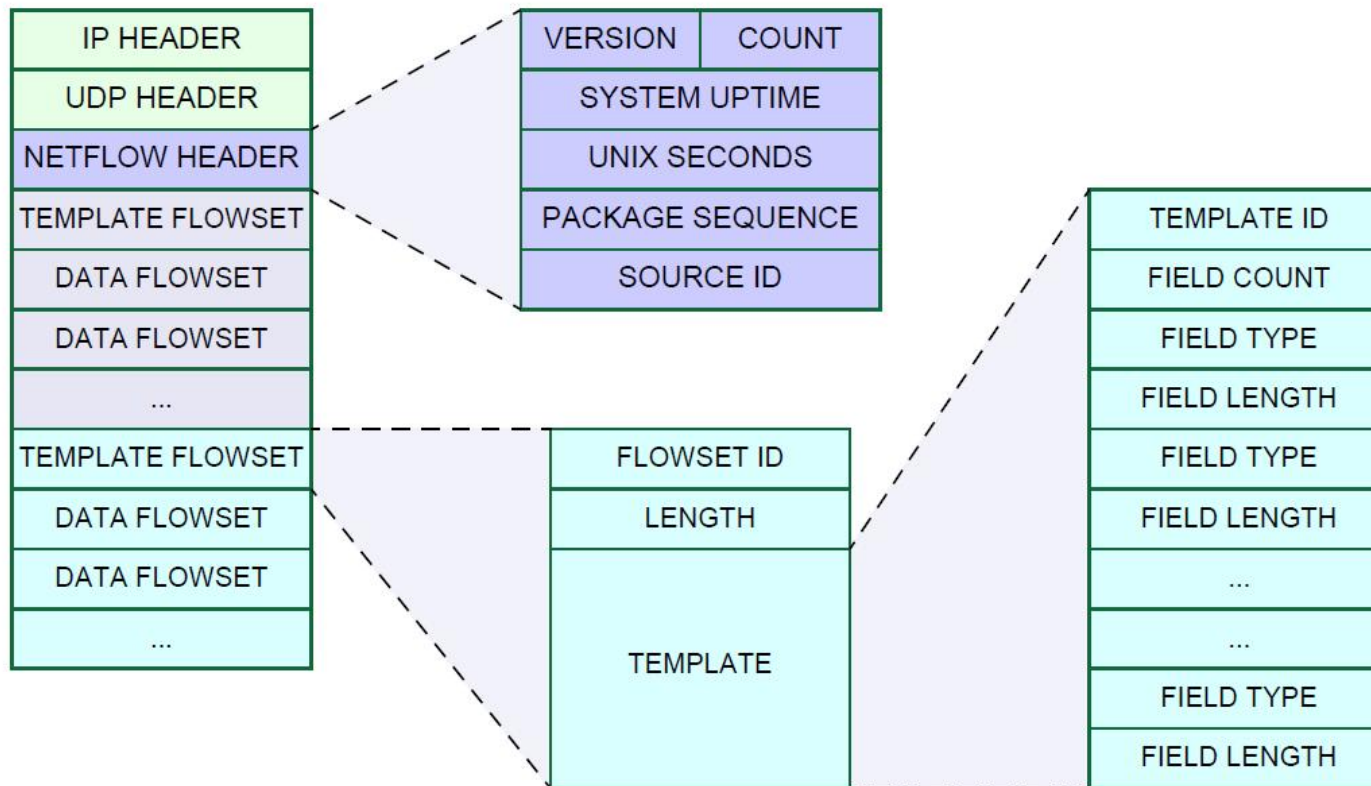 IP HEADER
UDP HEADER
NETFLOW HEADER
TEMPLATE FLOWSET
DATA FLOWSET
DATA FLOWSET
...
TEMPLATE FLOWSET
DATA FLOWSET
DATA FLOWSET
...
VERSION COUNT
SYSTEM UPTIME
UNIX SECONDS
PACKAGE SEQUENCE
SOURCE ID
FLOWSET ID
LENGTH
TEMPLATE
TEMPLATE ID
FIELD COUNT
FIELD TYPE
FIELD LENGTH
FIELD TYPE
FIELD LENGTH
...
...
FIELD TYPE
FIELD LENGTH